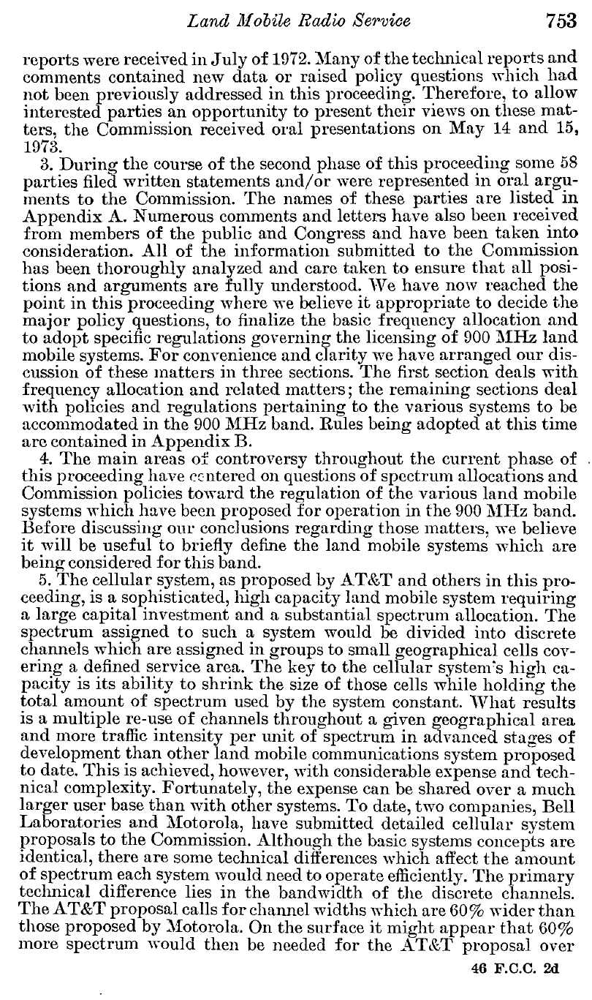 Land Mobile Radio Service 753
reports were received in July of 1972. Many of the technical reports and
comments contained new data or raised policy questions which had
not been previously addressed in this proceeding. Therefore, to allow
interested parties an opportunity to present their views on these mat-
ters, the Commission received oral presentations on May 14 and 15,
1973.
3. During the course of the second phase of this proceeding some 58
parties filed written statements and/or were represented in oral argu-
ments to the Commission. The names of these parties are listed in
Appendix A. Numerous comments and letters have also been received
from members of the public and Congress and have been taken into
consideration. All of the information submitted to the Commission
has been thoroughly analyzed and care taken to ensure that all posi-
tions and arguments are fully understood. We have now reached the
point in this proceeding where we believe it appropriate to decide the
major policy questions, to finalize the basic frequency allocation and
to adopt specific regulations governing the licensing of 900 MHz land
mobile systems. For convenience and clarity we have arranged our dis-
cussion of these matters in three sections. The first section deals with
frequency allocation and related matters; the remaining sections deal
with policies and regulations pertaining to the various systems to be
accommodated in the 900 MHz band. Rules being adopted at this time
are contained in Appendix B.
4. The main areas of controversy throughout the current phase of
this proceeding have centered on questions of spectrum allocations and
Commission policies toward the regulation of the various land mobile
systems which have been proposed for operation in the 900 MHz band.
Before discussing our conclusions regarding those matters, we believe
it will be useful to briefly define the land mobile systems which are
being considered for this band.
5. The cellular system, as proposed by AT&T and others in this pro-
ceeding, is a sophisticated, high capacity land mobile system requiring
a large capital investment and a substantial spectrum allocation. The
spectrum assigned to such a system would be divided into discrete
channels which are assigned in groups to small geographical cells cov-
ering a defined service area. The key to the cellular system's high ca-
pacity is its ability to shrink the size of those cells while holding the
total amount of spectrum used by the system constant. What results
is a multiple re-use of channels throughout a given geographical area
and more traffic intensity per unit of spectrum in advanced stages of
development than other land mobile communications system proposed
to date. This is achieved, however, with considerable expense and tech-
nical complexity. Fortunately, the expense can be shared over a much
larger user base than with other systems. To date, two companies, Bell
Laboratories and Motorola, have submitted detailed cellular system
proposals to the Commission. Although the basic systems concepts are
identical, there are some technical differences which affect the amount
of spectrum each system would need to operate efficiently. The primary
technical difference lies in the bandwidth of the discrete channels.
The AT&T proposal calls for channel widths which are 60% wider than
those proposed by Motorola. On the surface it might appear that 60%
more spectrum would then be needed for the AT&T proposal over
46 F.C.C. 2d